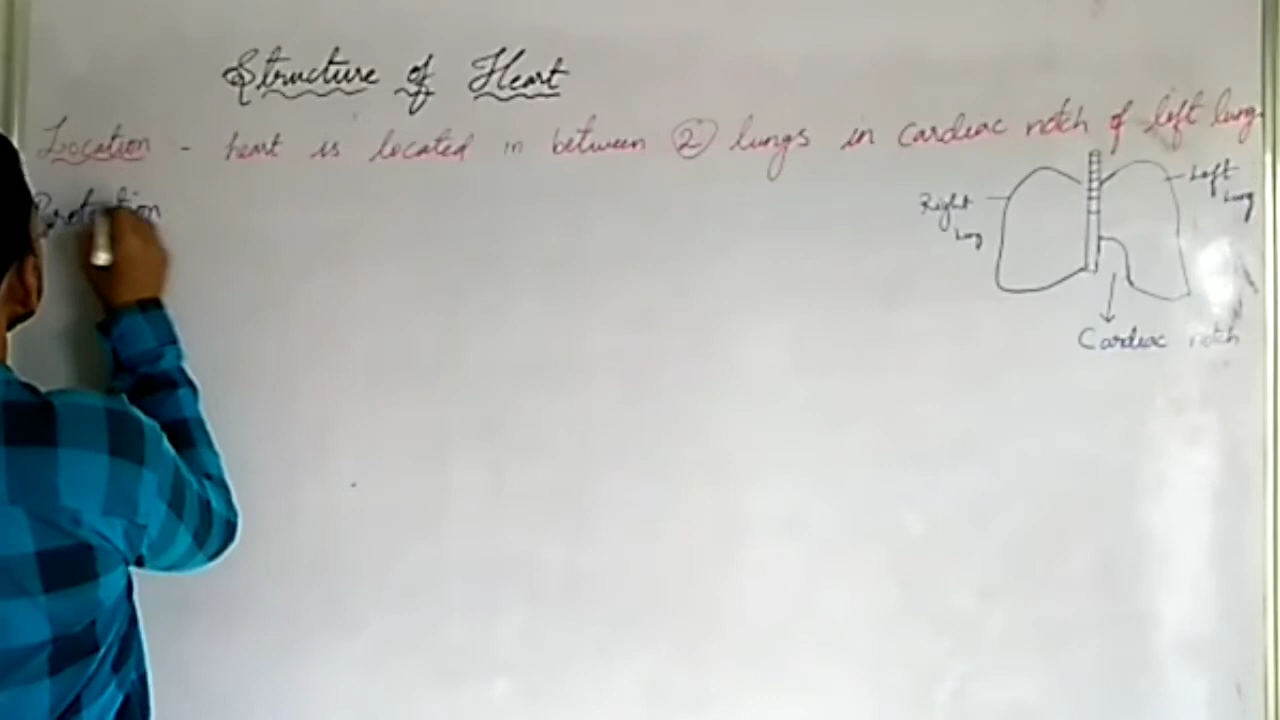 Structure of Heart
Location - heart is located in between 2 lungs in cardiac notch of left lung.
Protection
Right Lung
Left Lung
Cardiac notch